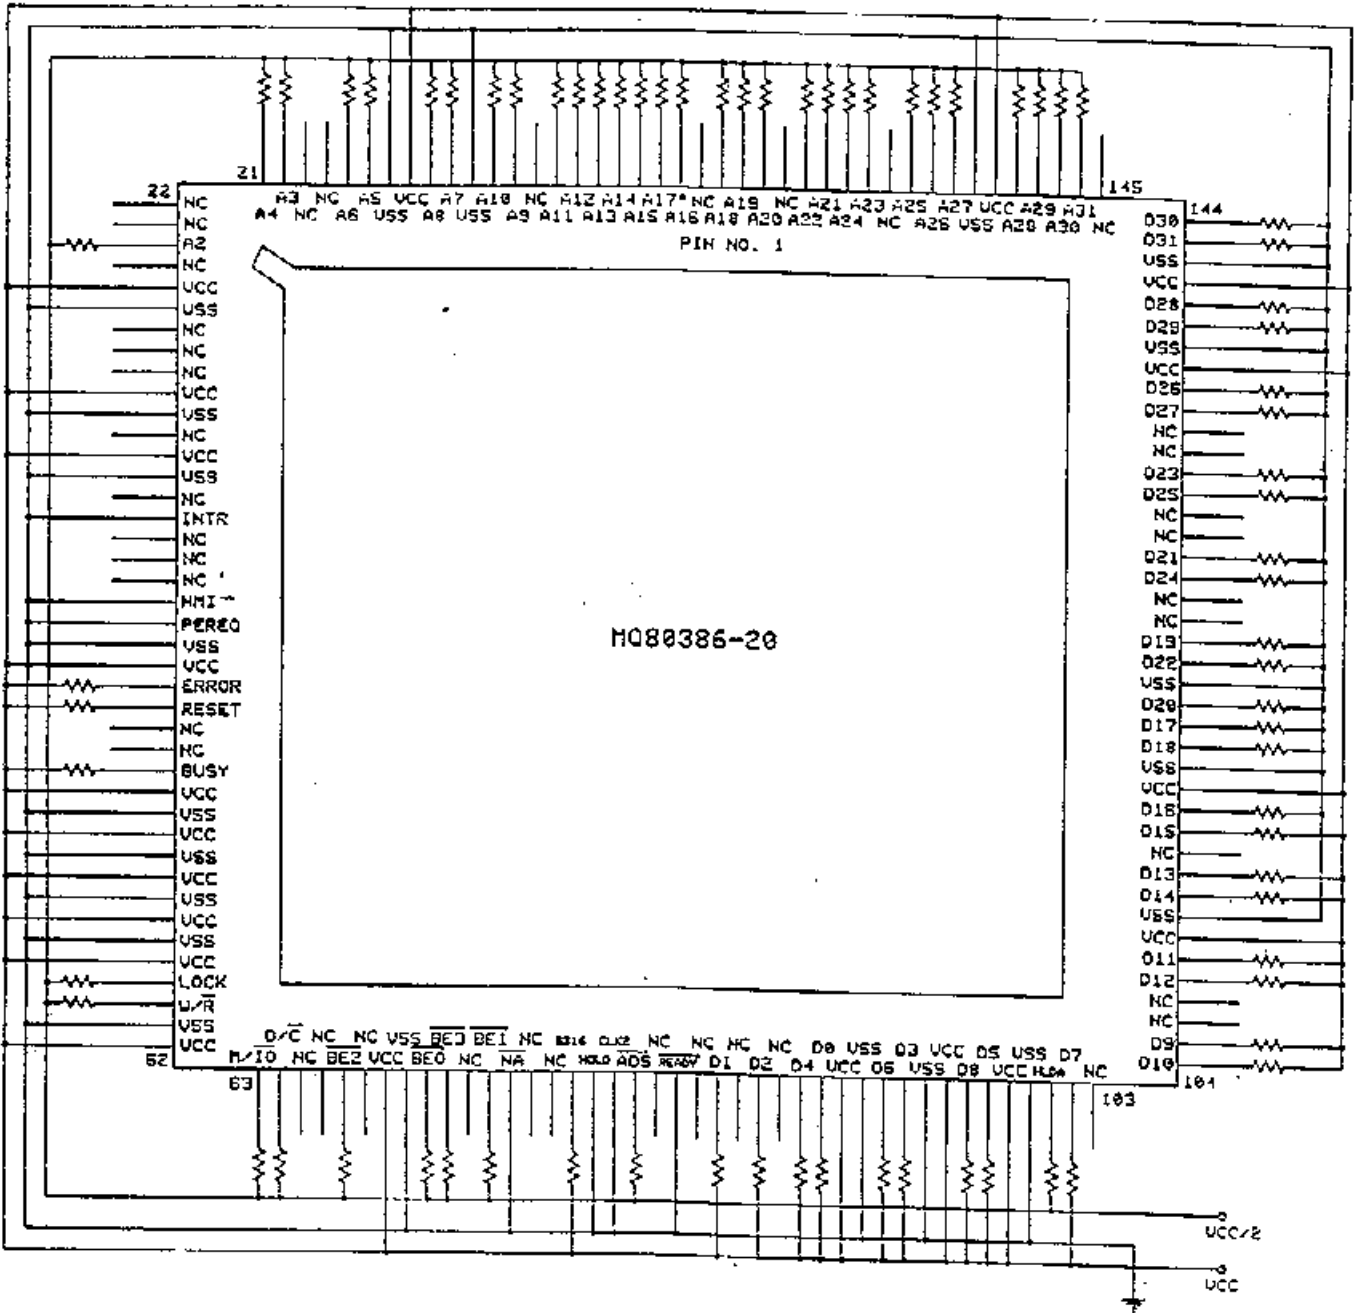 21
145
22
144
A3 NC A5 VCC A7 A10 NC A12 A14 A17* NC A19 NC A21 A23 A25 A27 VCC A29 A31
A4 NC A6 VSS A8 VSS A9 A11 A13 A15 A16 A18 A20 A22 A24 NC A26 VSS A28 A30 NC
PIN NO. 1
NC
NC
A2
NC
VCC
VSS
NC
NC
NC
VCC
VSS
NC
VCC
VSS
NC
INTR
NC
NC
NC
NMI
PEREQ
VSS
VCC
ERROR
RESET
NC
NC
BUSY
VCC
VSS
VCC
VSS
VCC
VSS
VCC
VSS
VCC
LOCK
W/R̅
VSS
VCC
MQ80386-20
D30
D31
VSS
VCC
D28
D29
VSS
VCC
D26
D27
NC
NC
D23
D25
NC
NC
D21
D24
NC
NC
D19
D22
VSS
D20
D17
D18
VSS
VCC
D16
D15
NC
D13
D14
VSS
VCC
D11
D12
NC
NC
D9
D10
D/C̅ NC NC VSS BE3 BE1 NC BS16 CLK2 NC NC NC NC D0 VSS D3 VCC D5 VSS D7
M/IO NC BE2 VCC BE0 NC NA NC HOLD ADS READY D1 D2 D4 VCC D6 VSS D8 VCC HLDA NC
62
63
103
104
VCC/2
VCC